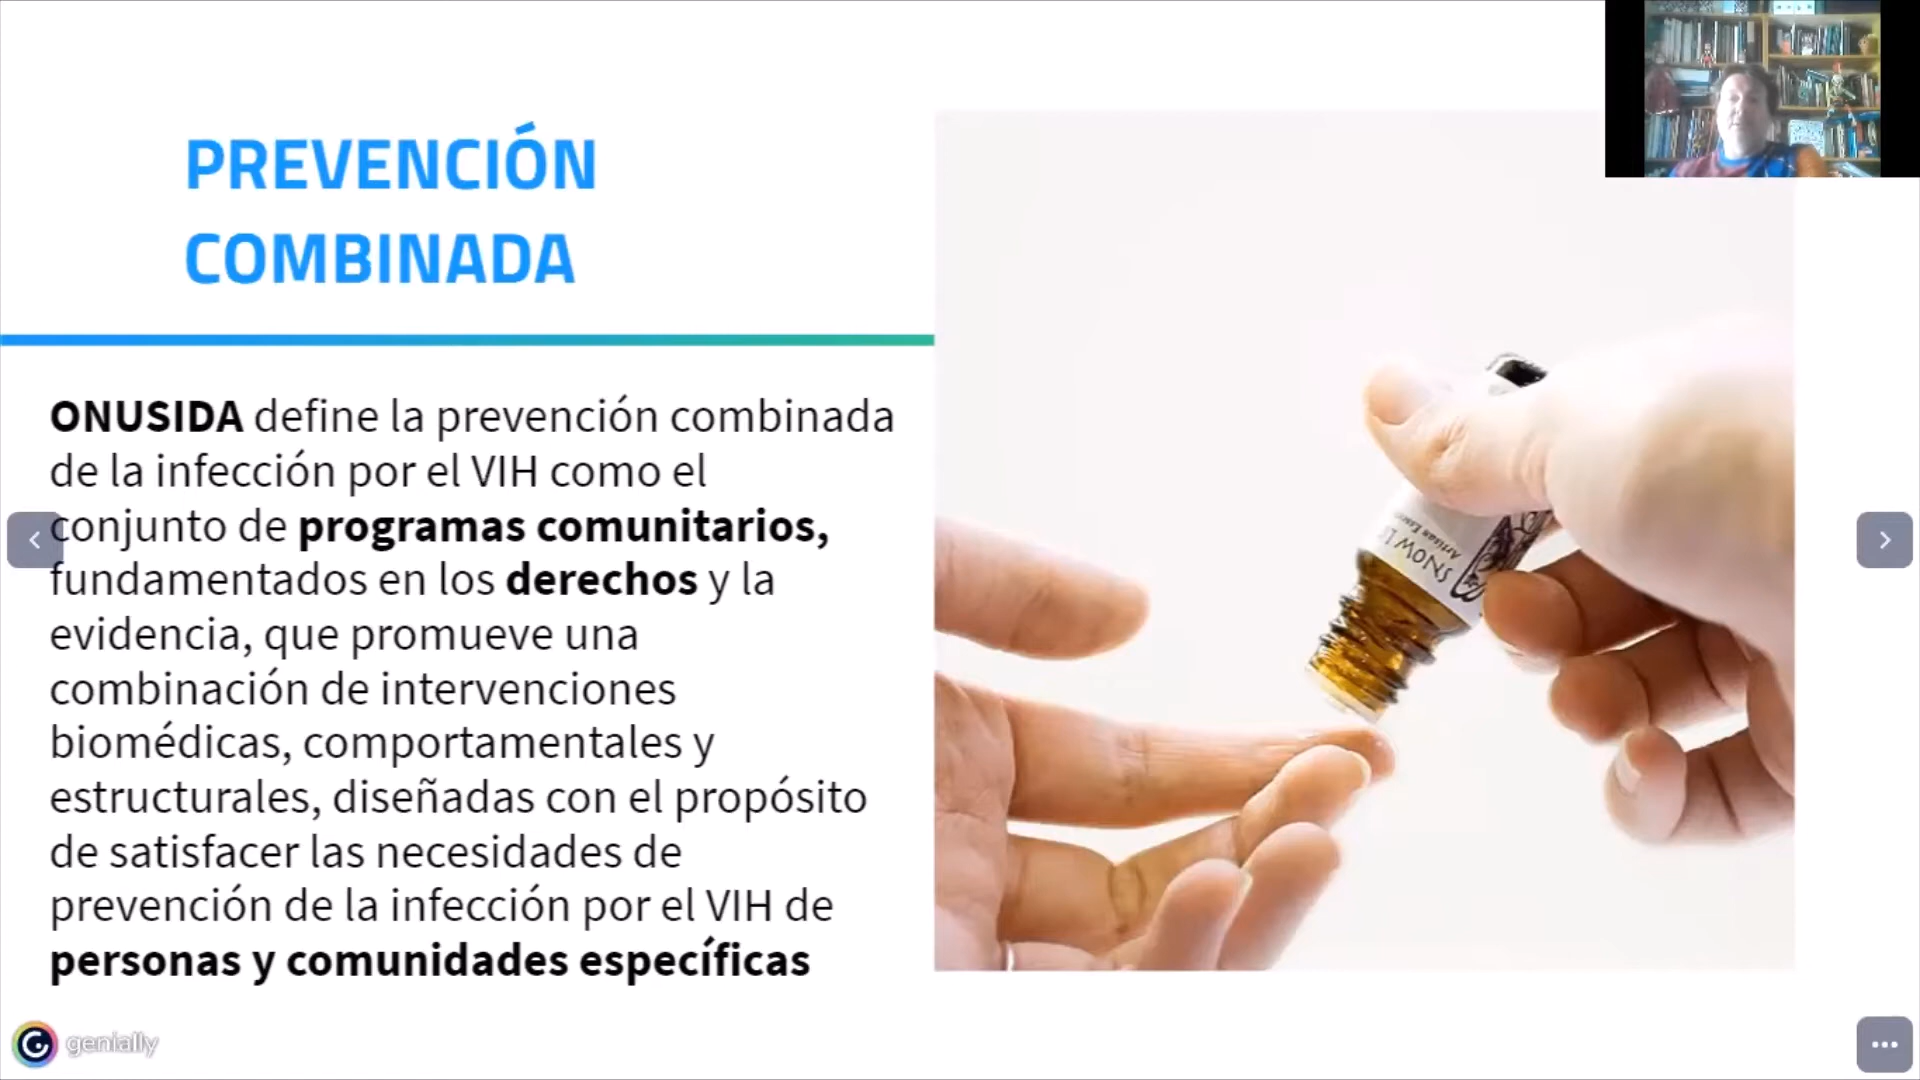 PREVENCIÓN
COMBINADA
ONUSIDA define la prevención combinada
de la infección por el VIH como el
conjunto de programas comunitarios,
fundamentados en los derechos y la
evidencia, que promueve una
combinación de intervenciones
biomédicas, comportamentales y
estructurales, diseñadas con el propósito
de satisfacer las necesidades de
prevención de la infección por el VIH de
personas y comunidades específicas
SNOW
Artisan
genially